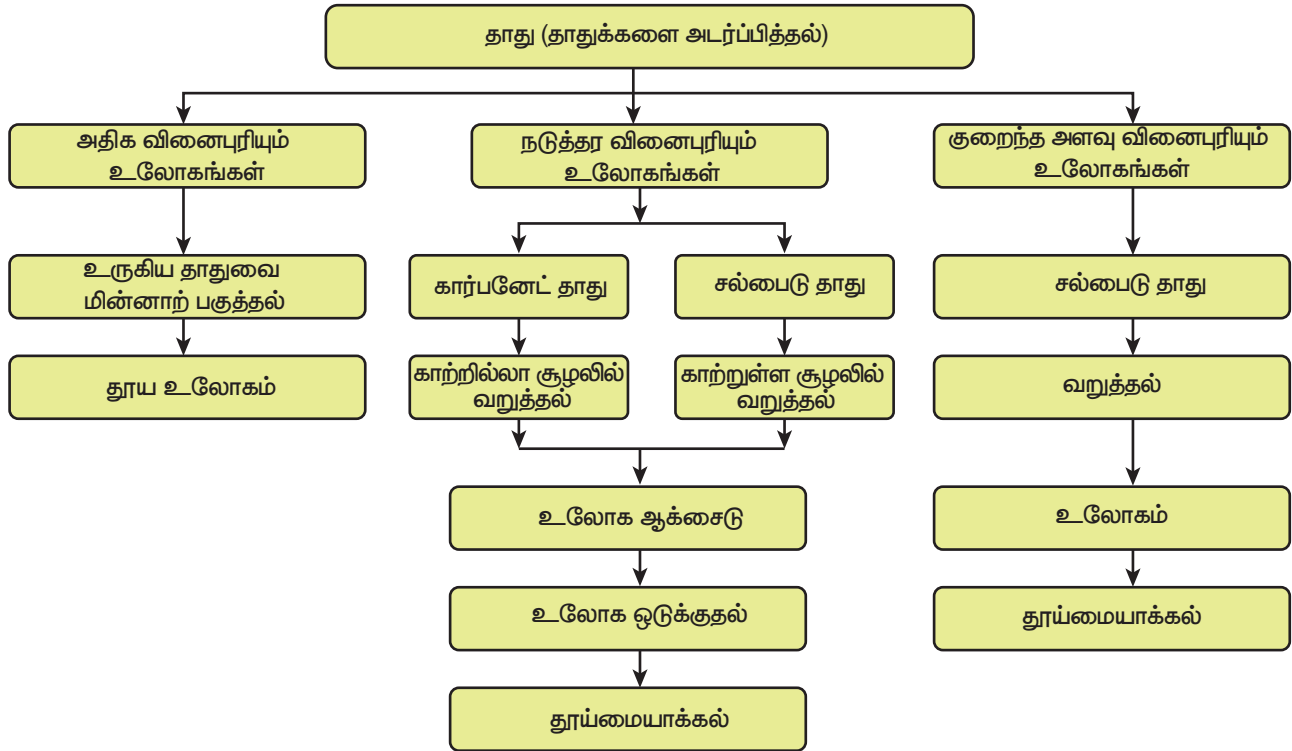 தாது (தாதுக்களை அடர்ப்பித்தல்)
அதிக வினைபுரியும்
உலோகங்கள்
நடுத்தர வினைபுரியும்
உலோகங்கள்
குறைந்த அளவு வினைபுரியும்
உலோகங்கள்
உருகிய தாதுவை
மின்னாற் பகுத்தல்
கார்பனேட் தாது
சல்பைடு தாது
சல்பைடு தாது
தூய உலோகம்
காற்றில்லா சூழலில்
வறுத்தல்
காற்றுள்ள சூழலில்
வறுத்தல்
வறுத்தல்
உலோக ஆக்சைடு
உலோகம்
உலோக ஒடுக்குதல்
தூய்மையாக்கல்
தூய்மையாக்கல்